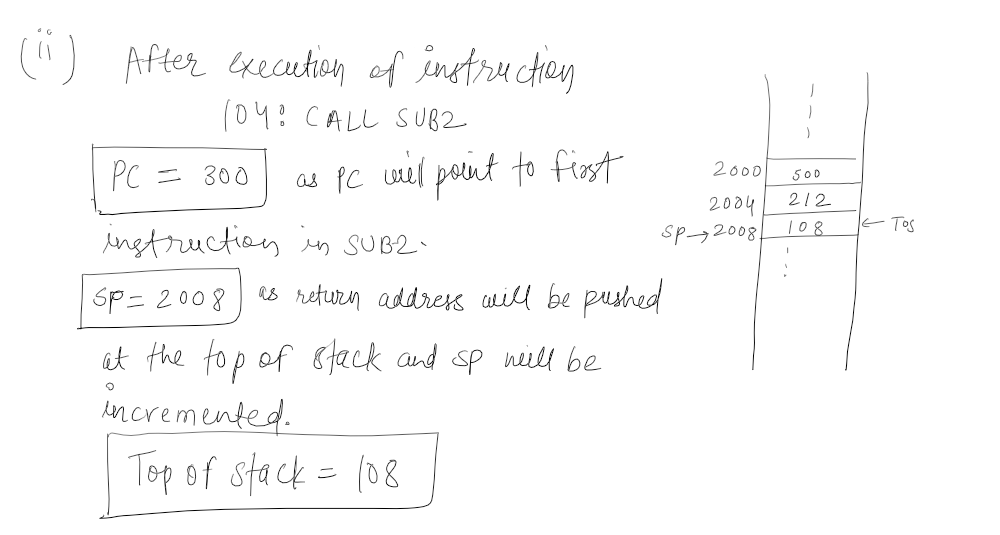 (ii) After execution of instruction
104: CALL SUB2
PC = 300 as PC will point to first
instruction in SUB2.
SP = 2008 as return address will be pushed
at the top of stack and SP will be
incremented.
Top of stack = 108
2000 500
2004 212
SP→2008 108 ← Tos